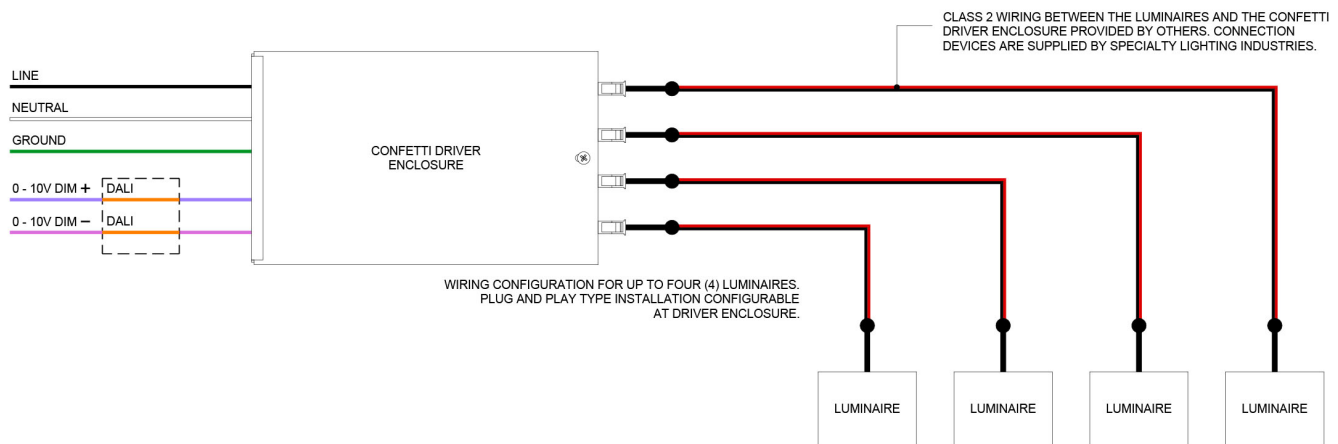 CLASS 2 WIRING BETWEEN THE LUMINAIRES AND THE CONFETTI
DRIVER ENCLOSURE PROVIDED BY OTHERS. CONNECTION
DEVICES ARE SUPPLIED BY SPECIALTY LIGHTING INDUSTRIES.
LINE
NEUTRAL
GROUND
0 - 10V DIM + DALI
0 - 10V DIM − DALI
CONFETTI DRIVER
ENCLOSURE
WIRING CONFIGURATION FOR UP TO FOUR (4) LUMINAIRES.
PLUG AND PLAY TYPE INSTALLATION CONFIGURABLE
AT DRIVER ENCLOSURE.
LUMINAIRE
LUMINAIRE
LUMINAIRE
LUMINAIRE